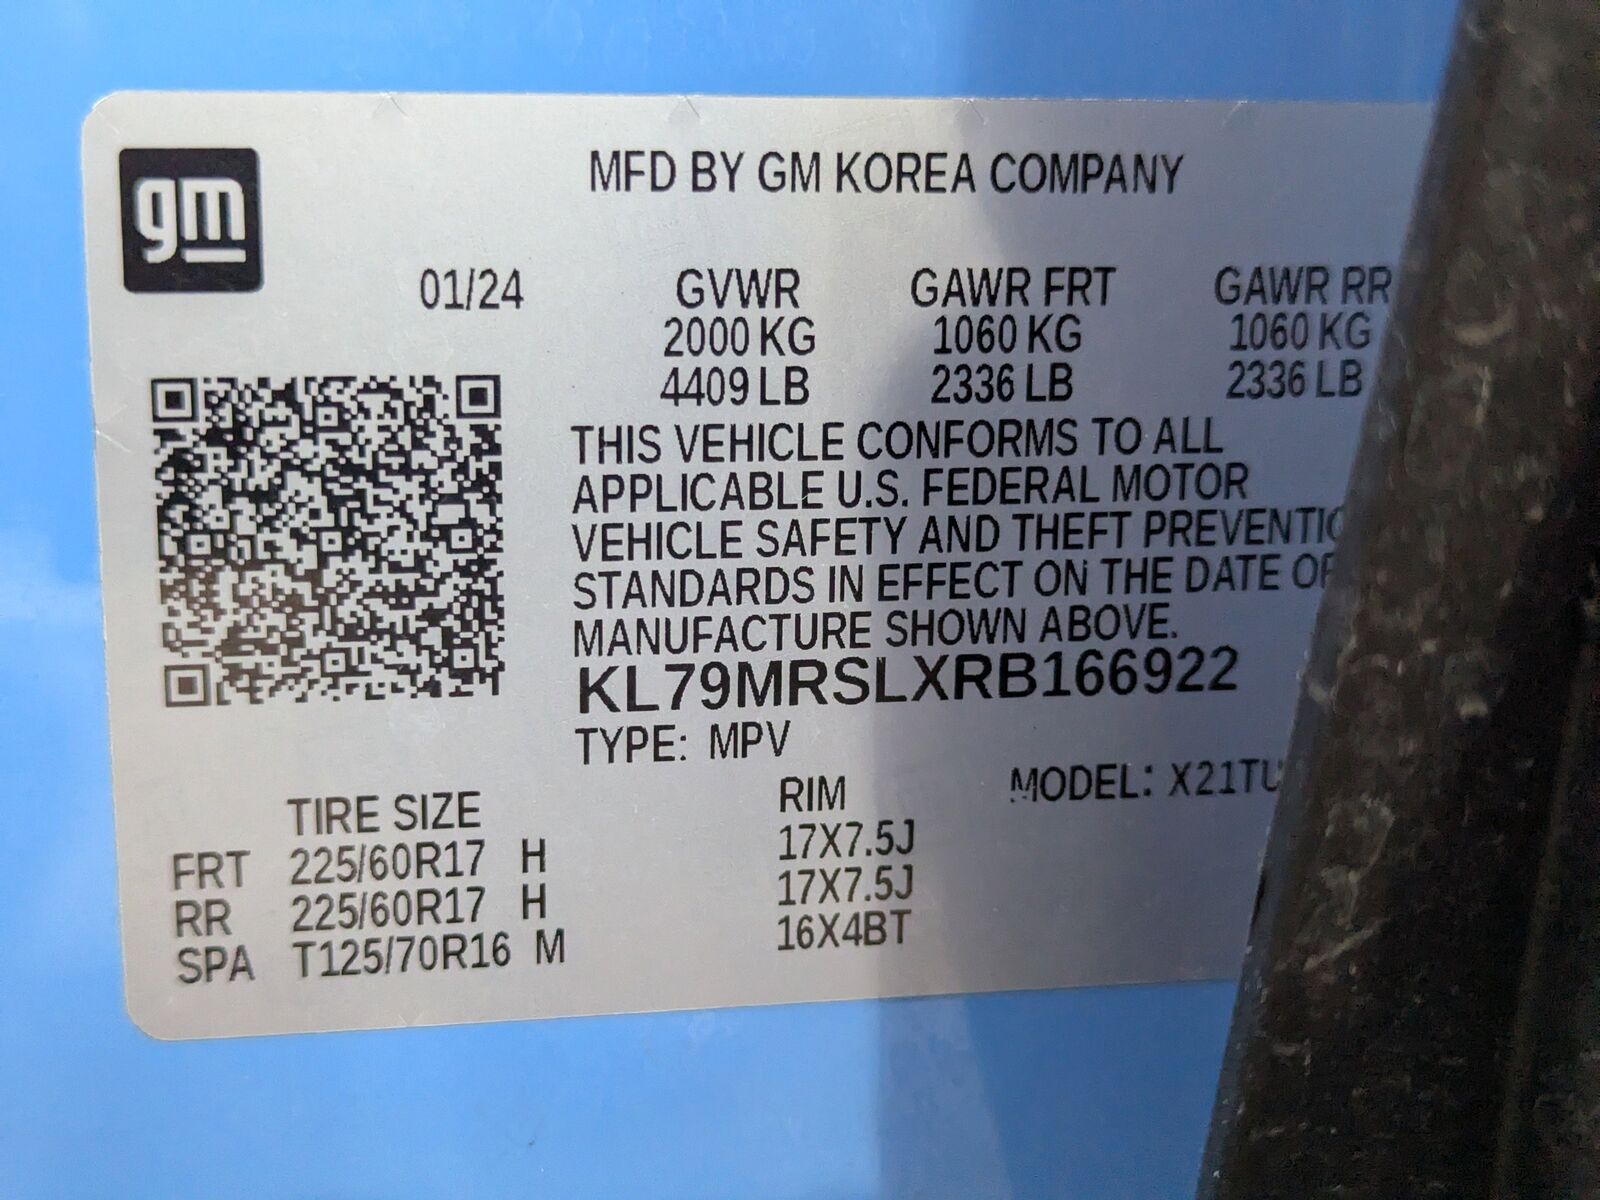 gm
MFD BY GM KOREA COMPANY
01/24 GVWR GAWR FRT GAWR RR
2000 KG 1060 KG 1060 KG
4409 LB 2336 LB 2336 LB
THIS VEHICLE CONFORMS TO ALL
APPLICABLE U.S. FEDERAL MOTOR
VEHICLE SAFETY AND THEFT PREVENTIO
STANDARDS IN EFFECT ON THE DATE OF
MANUFACTURE SHOWN ABOVE.
KL79MRSLXRB166922
TYPE: MPV
MODEL: X21TU
TIRE SIZE RIM
FRT 225/60R17 H 17X7.5J
RR 225/60R17 H 17X7.5J
SPA T125/70R16 M 16X4BT